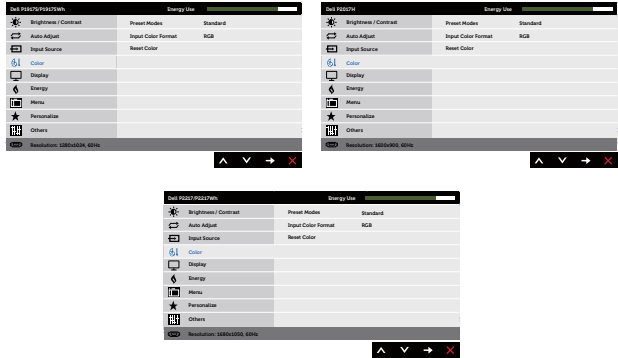 Dell P1917S/P1917SWh Energy Use
Brightness / Contrast Preset Modes Standard
Auto Adjust Input Color Format RGB
Input Source Reset Color
Color
Display
Energy
Menu
Personalize
Others
Resolution: 1280x1024, 60Hz
Dell P2017H Energy Use
Brightness / Contrast Preset Modes Standard
Auto Adjust Input Color Format RGB
Input Source Reset Color
Color
Display
Energy
Menu
Personalize
Others
Resolution: 1600x900, 60Hz
Dell P2217/P2217Wh Energy Use
Brightness / Contrast Preset Modes Standard
Auto Adjust Input Color Format RGB
Input Source Reset Color
Color
Display
Energy
Menu
Personalize
Others
Resolution: 1680x1050, 60Hz